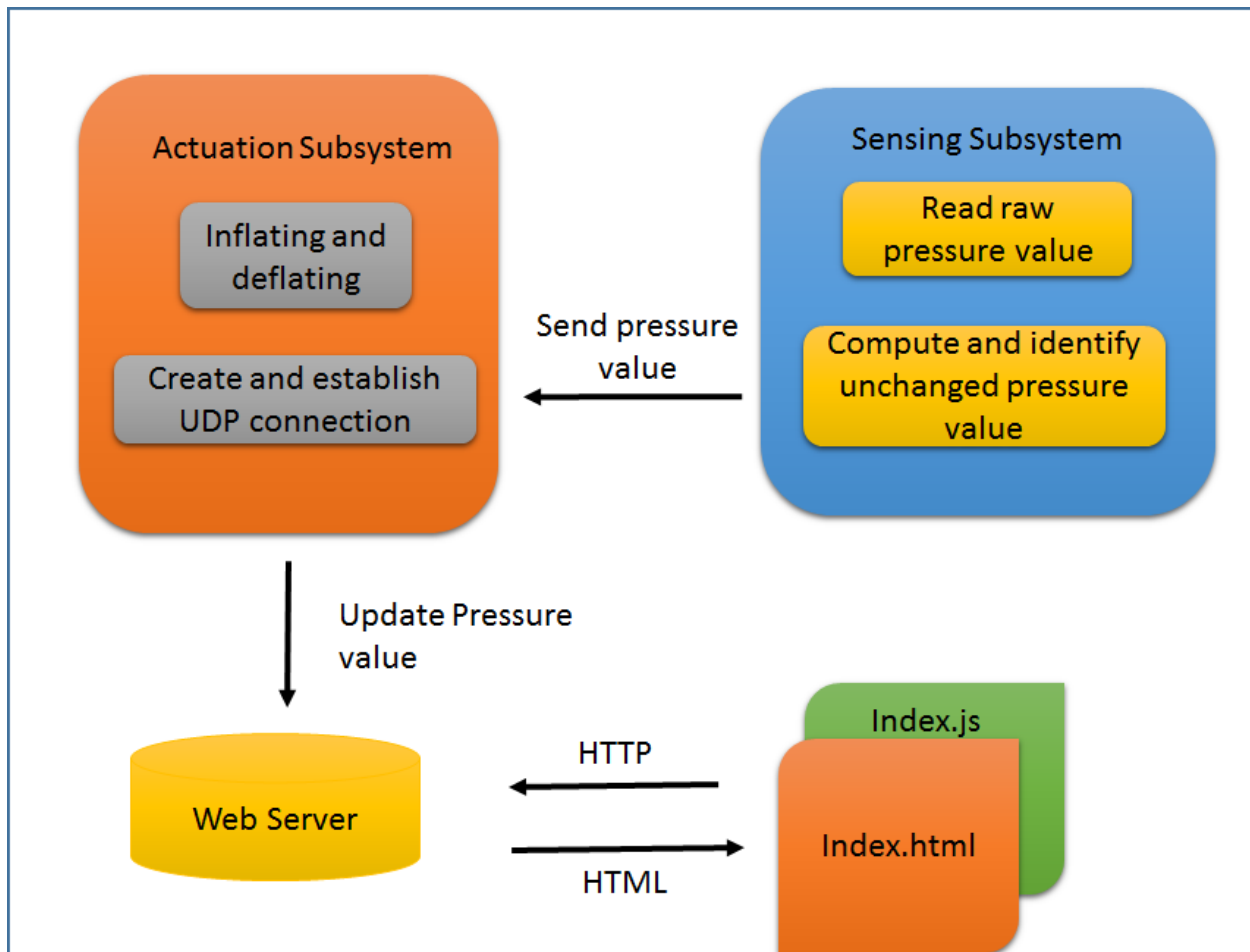 Actuation Subsystem
Inflating and
deflating
Create and establish
UDP connection
Send pressure
value
Sensing Subsystem
Read raw
pressure value
Compute and identify
unchanged pressure
value
Update Pressure
value
Web Server
HTTP
HTML
Index.js
Index.html